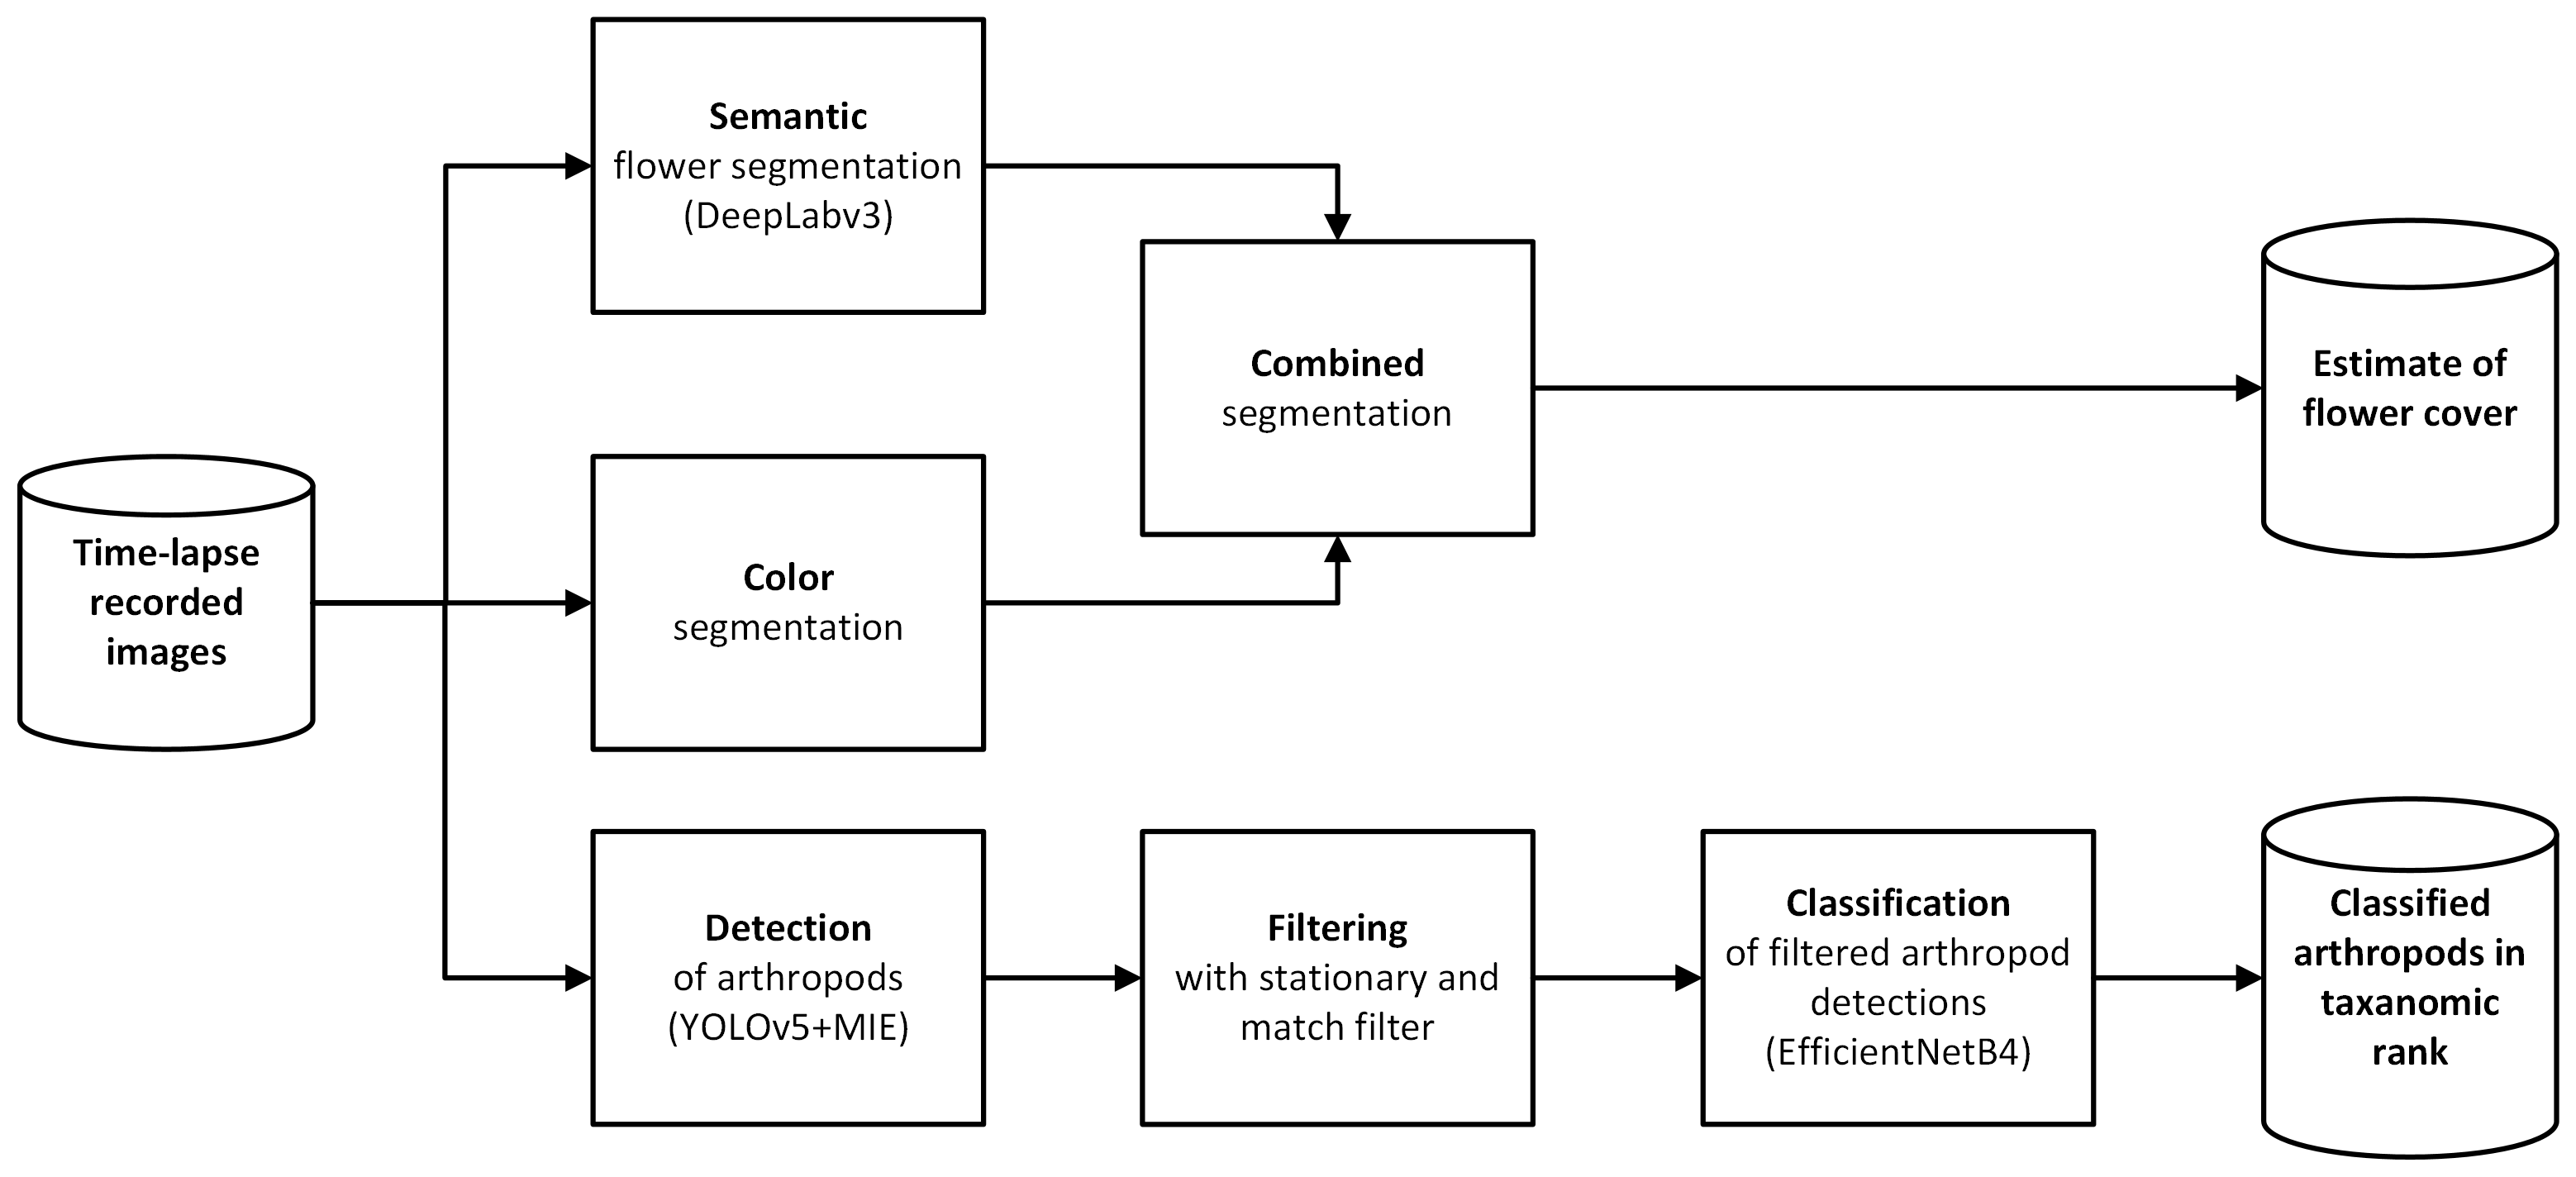 Semantic
flower segmentation
(DeepLabv3)
Combined
segmentation
Estimate of
flower cover
Time-lapse
recorded
images
Color
segmentation
Detection
of arthropods
(YOLOv5+MIE)
Filtering
with stationary and
match filter
Classification
of filtered arthropod
detections
(EfficientNetB4)
Classified
arthropods in
taxanomic
rank